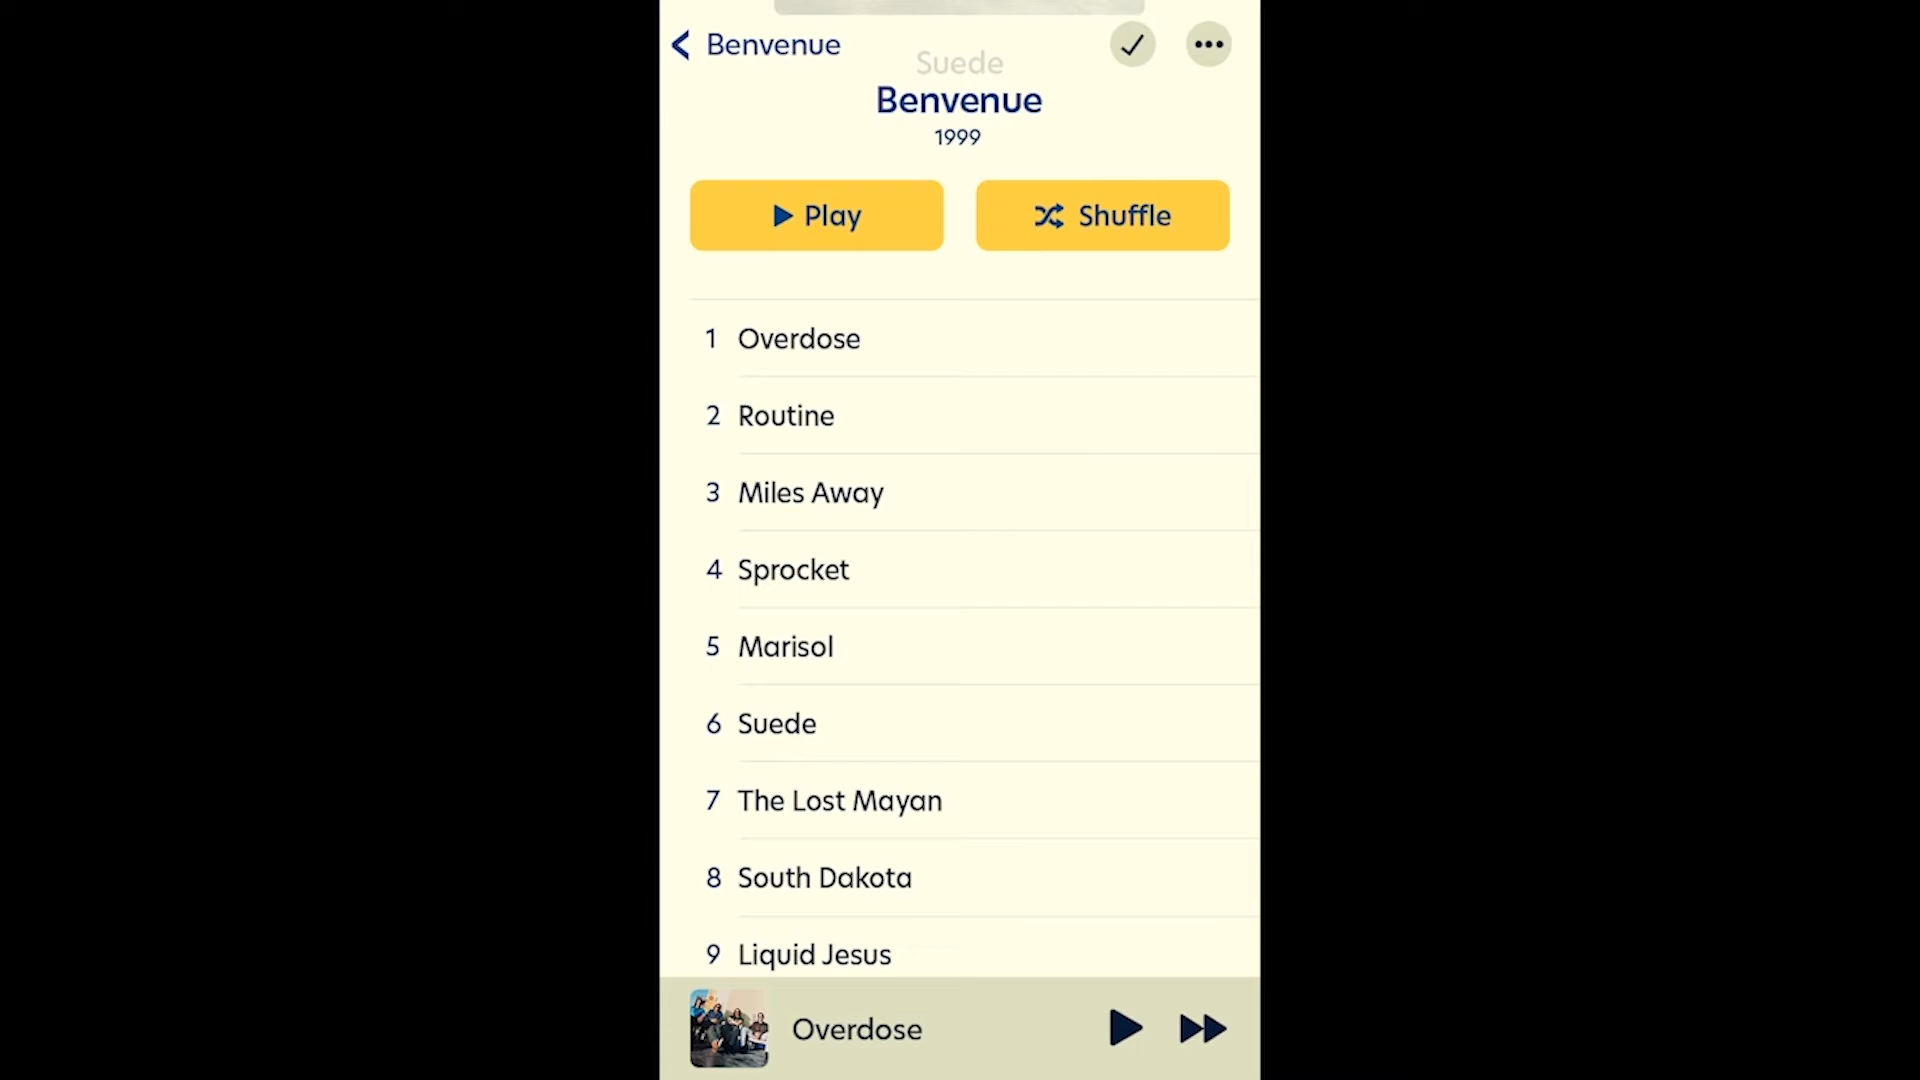 Benvenue
Suede
Benvenue
1999
Play
Shuffle
1 Overdose
2 Routine
3 Miles Away
4 Sprocket
5 Marisol
6 Suede
7 The Lost Mayan
8 South Dakota
9 Liquid Jesus
Overdose